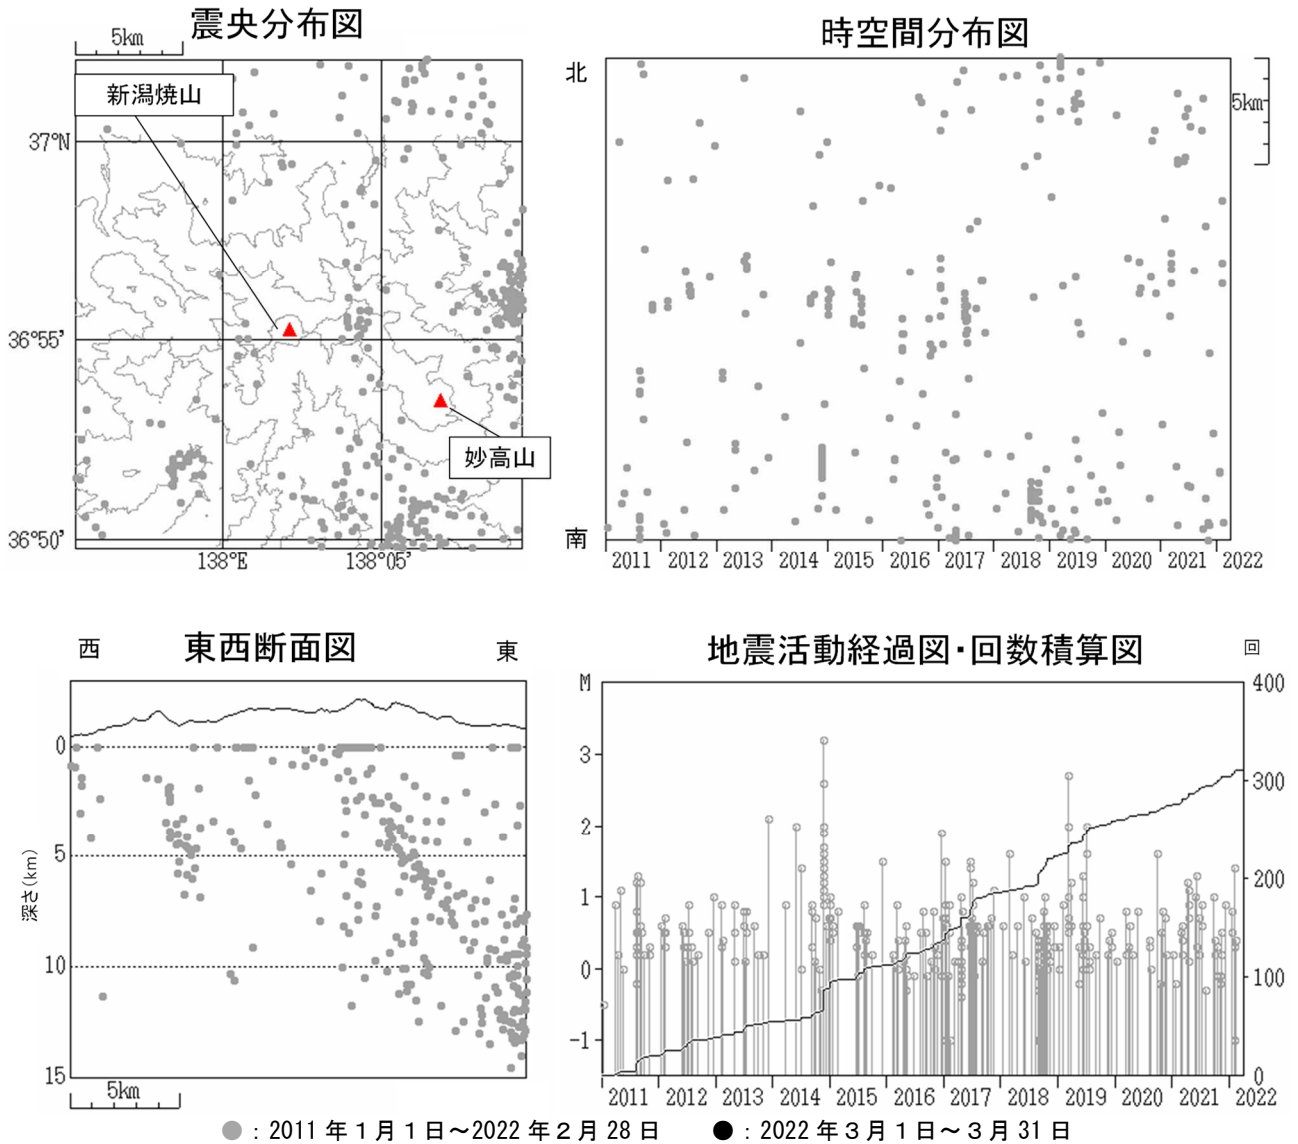 震央分布図
5km
新潟焼山
37°N
36°55’
妙高山
36°50’
138°E
138°05’
時空間分布図
北
5km
南
2011 2012 2013 2014 2015 2016 2017 2018 2019 2020 2021 2022
東西断面図
西
東
0
5
10
15
深さ(km)
5km
地震活動経過図・回数積算図
回
M
400
3
300
2
200
1
0
100
-1
0
2011 2012 2013 2014 2015 2016 2017 2018 2019 2020 2021 2022
●：2011年1月1日～2022年2月28日 ●：2022年3月1日～3月31日